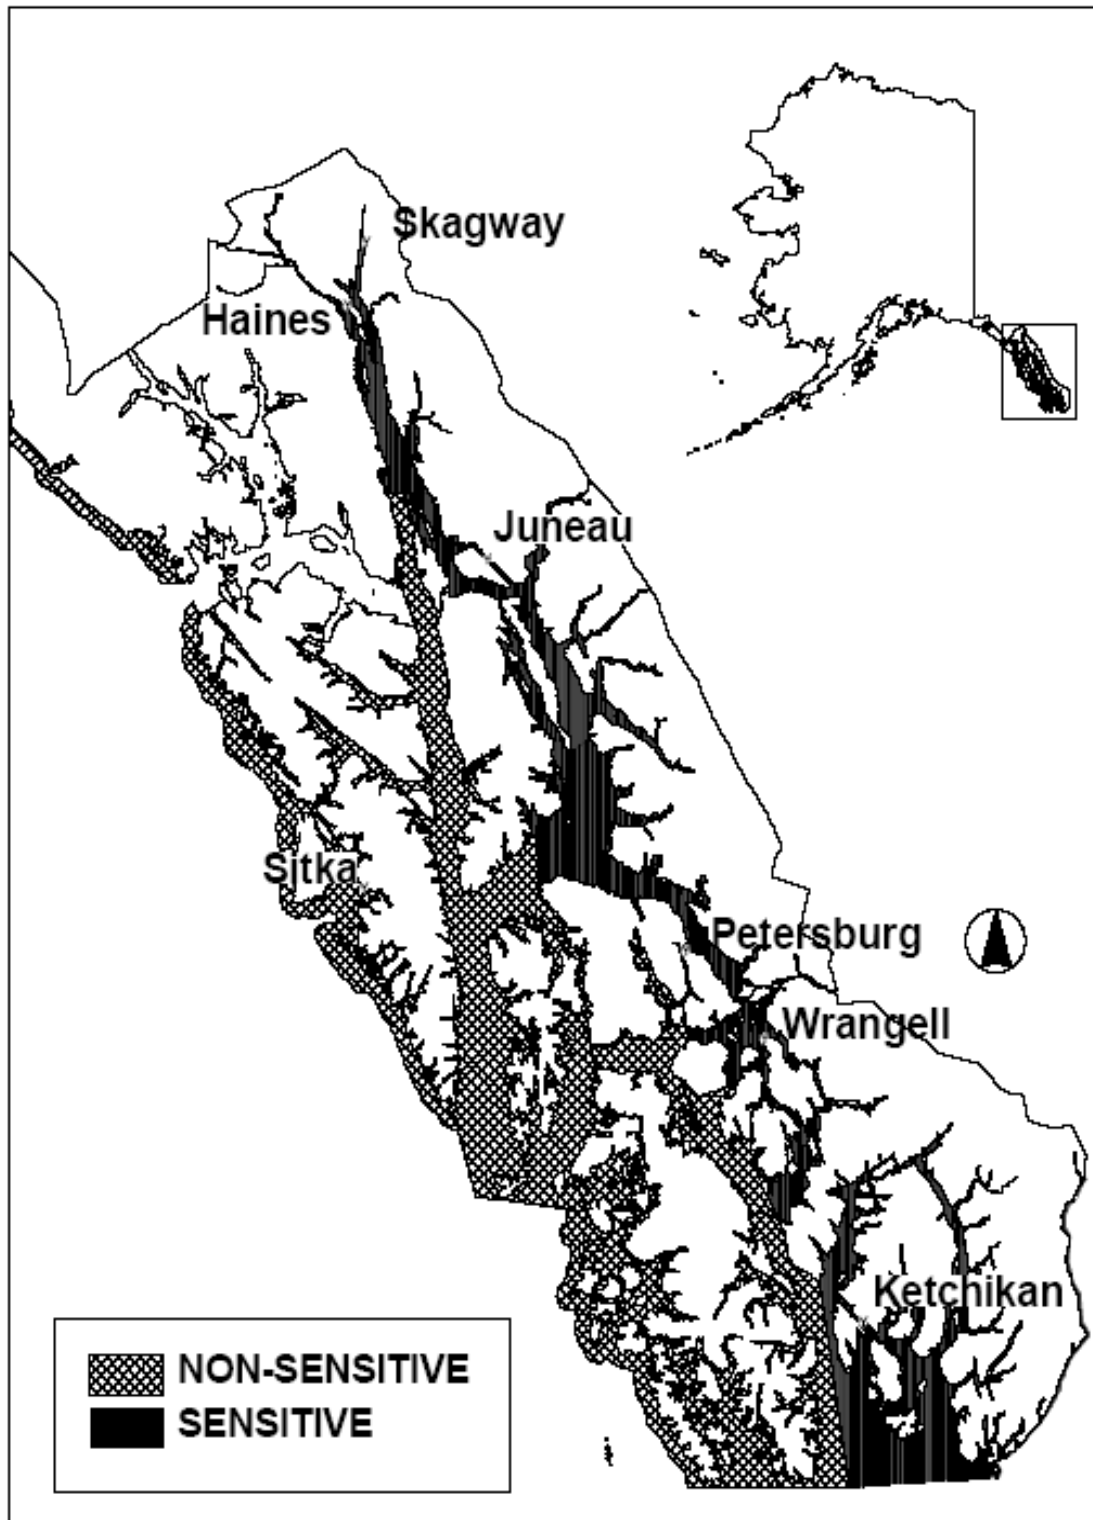 Skagway
Haines
Juneau
Sitka
Petersburg
Wrangell
Ketchikan
NON-SENSITIVE
SENSITIVE